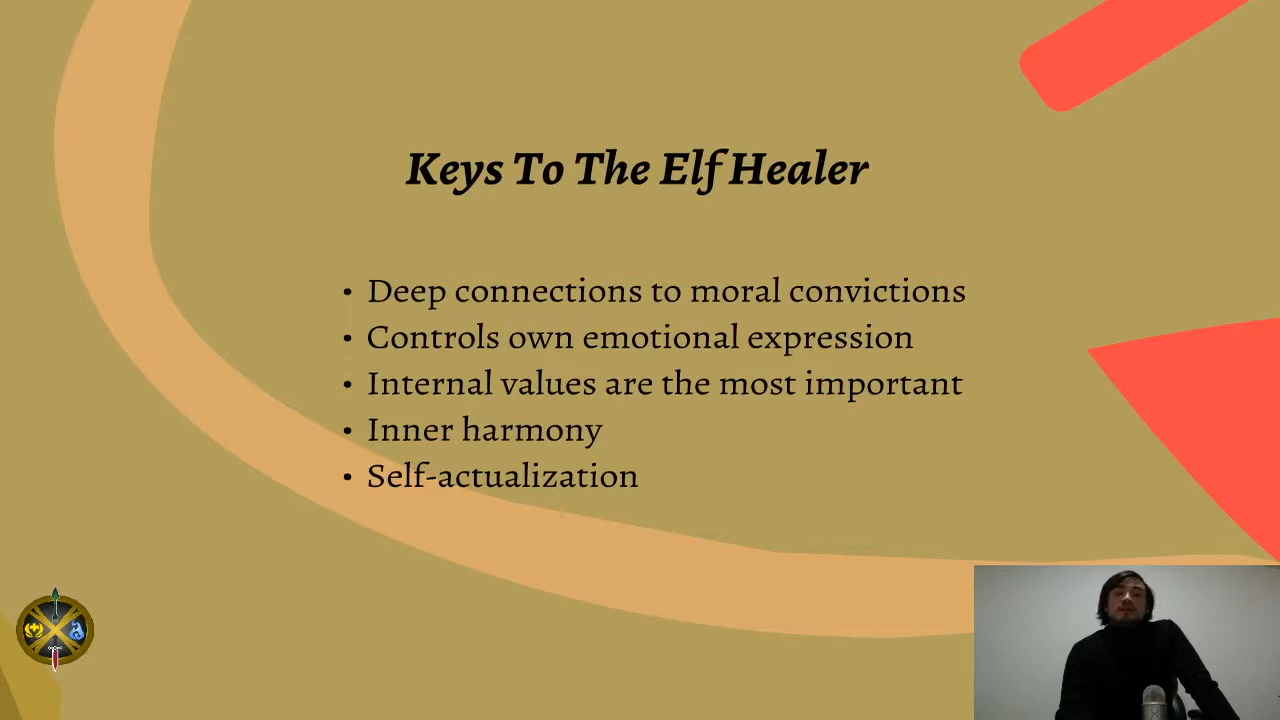 Keys To The Elf Healer
• Deep connections to moral convictions
• Controls own emotional expression
• Internal values are the most important
• Inner harmony
• Self-actualization